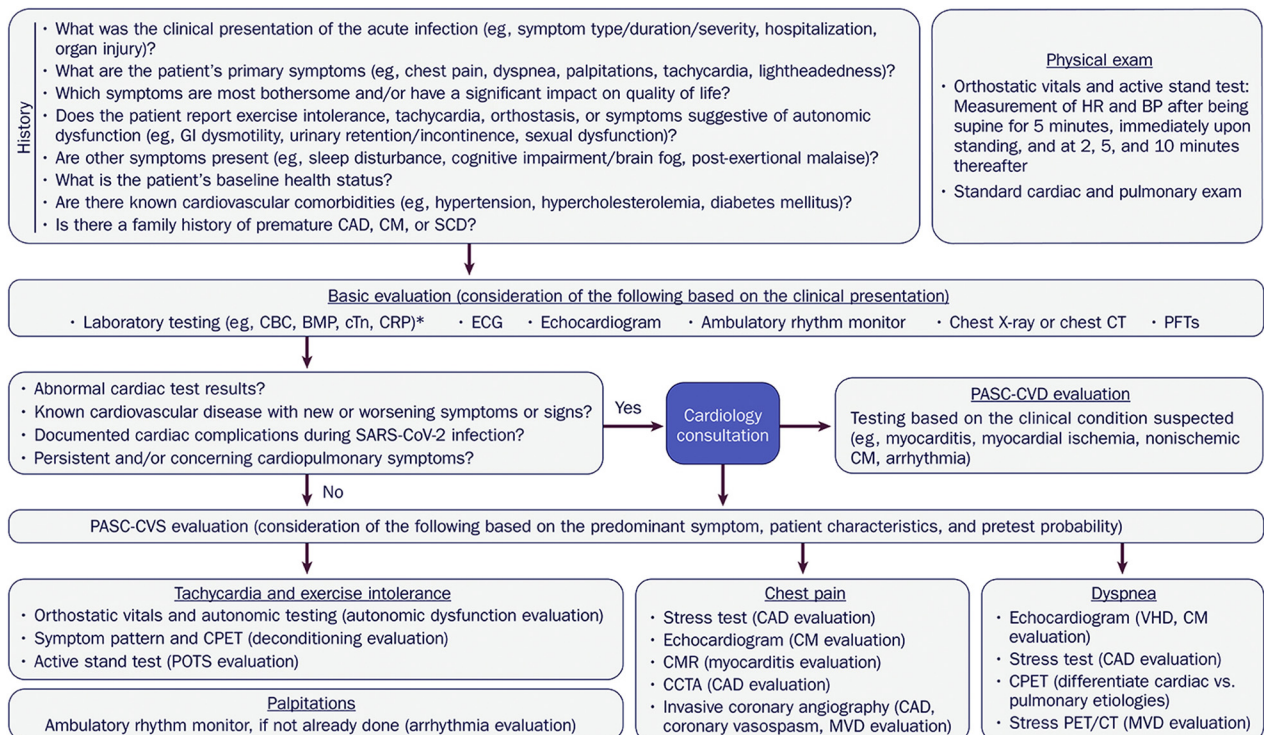 History
• What was the clinical presentation of the acute infection (eg, symptom type/duration/severity, hospitalization,
organ injury)?
• What are the patient's primary symptoms (eg, chest pain, dyspnea, palpitations, tachycardia, lightheadedness)?
• Which symptoms are most bothersome and/or have a significant impact on quality of life?
• Does the patient report exercise intolerance, tachycardia, orthostasis, or symptoms suggestive of autonomic
dysfunction (eg, GI dysmotility, urinary retention/incontinence, sexual dysfunction)?
• Are other symptoms present (eg, sleep disturbance, cognitive impairment/brain fog, post-exertional malaise)?
• What is the patient's baseline health status?
• Are there known cardiovascular comorbidities (eg, hypertension, hypercholesterolemia, diabetes mellitus)?
• Is there a family history of premature CAD, CM, or SCD?
Physical exam
• Orthostatic vitals and active stand test:
Measurement of HR and BP after being
supine for 5 minutes, immediately upon
standing, and at 2, 5, and 10 minutes
thereafter
• Standard cardiac and pulmonary exam
Basic evaluation (consideration of the following based on the clinical presentation)
• Laboratory testing (eg, CBC, BMP, cTn, CRP)* • ECG • Echocardiogram • Ambulatory rhythm monitor • Chest X-ray or chest CT • PFTs
• Abnormal cardiac test results?
• Known cardiovascular disease with new or worsening symptoms or signs?
• Documented cardiac complications during SARS-CoV-2 infection?
• Persistent and/or concerning cardiopulmonary symptoms?
Yes
Cardiology
consultation
PASC-CVD evaluation
Testing based on the clinical condition suspected
(eg, myocarditis, myocardial ischemia, nonischemic
CM, arrhythmia)
No
PASC-CVS evaluation (consideration of the following based on the predominant symptom, patient characteristics, and pretest probability)
Tachycardia and exercise intolerance
• Orthostatic vitals and autonomic testing (autonomic dysfunction evaluation)
• Symptom pattern and CPET (deconditioning evaluation)
• Active stand test (POTS evaluation)
Palpitations
Ambulatory rhythm monitor, if not already done (arrhythmia evaluation)
Chest pain
• Stress test (CAD evaluation)
• Echocardiogram (CM evaluation)
• CMR (myocarditis evaluation)
• CCTA (CAD evaluation)
• Invasive coronary angiography (CAD,
coronary vasospasm, MVD evaluation)
Dyspnea
• Echocardiogram (VHD, CM
evaluation)
• Stress test (CAD evaluation)
• CPET (differentiate cardiac vs.
pulmonary etiologies)
• Stress PET/CT (MVD evaluation)